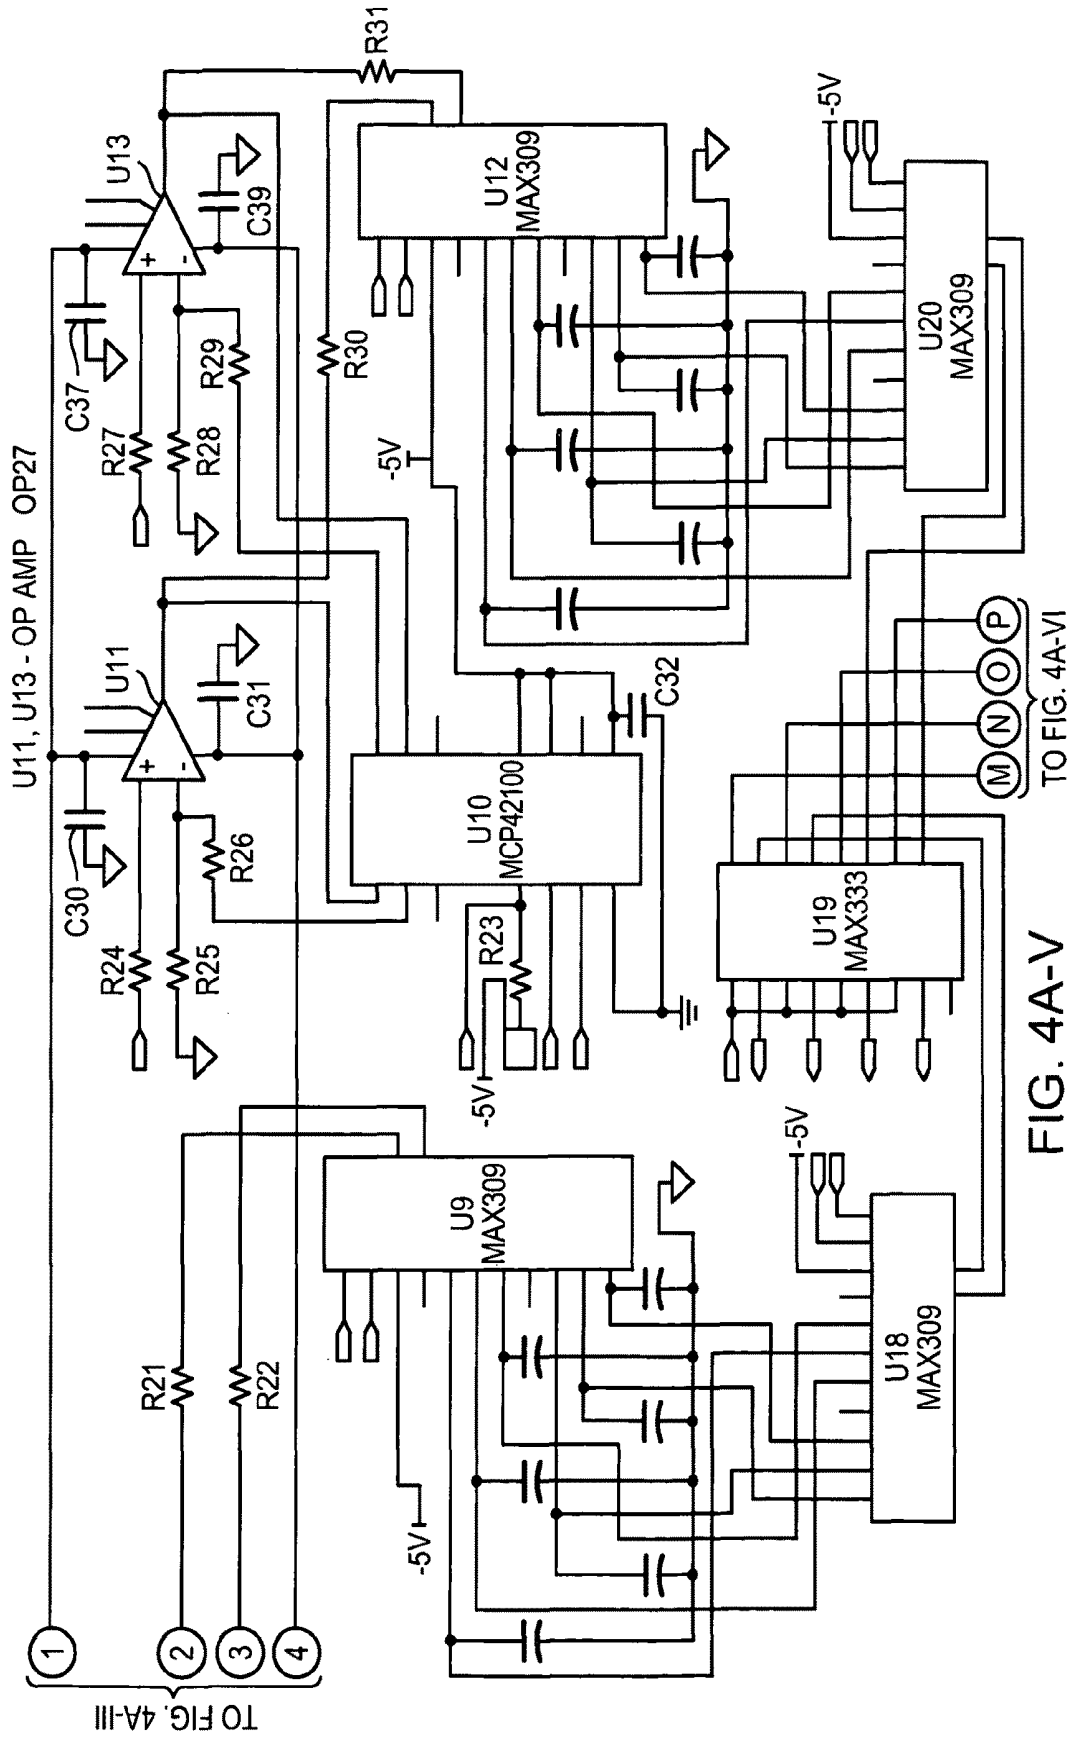 U11, U13 - OP AMP OP27
TO FIG. 4A-III
1
2
3
4
R21
R22
C30
R24
R25
R26
+
-
U11
C31
C37
R27
R28
R29
+
-
U13
C39
R30
R31
U9
MAX309
-5V
-5V
R23
U10
MCP42100
C32
-5V
U12
MAX309
U18
MAX309
-5V
U19
MAX333
M
N
O
P
TO FIG. 4A-VI
U20
MAX309
-5V
FIG. 4A-V